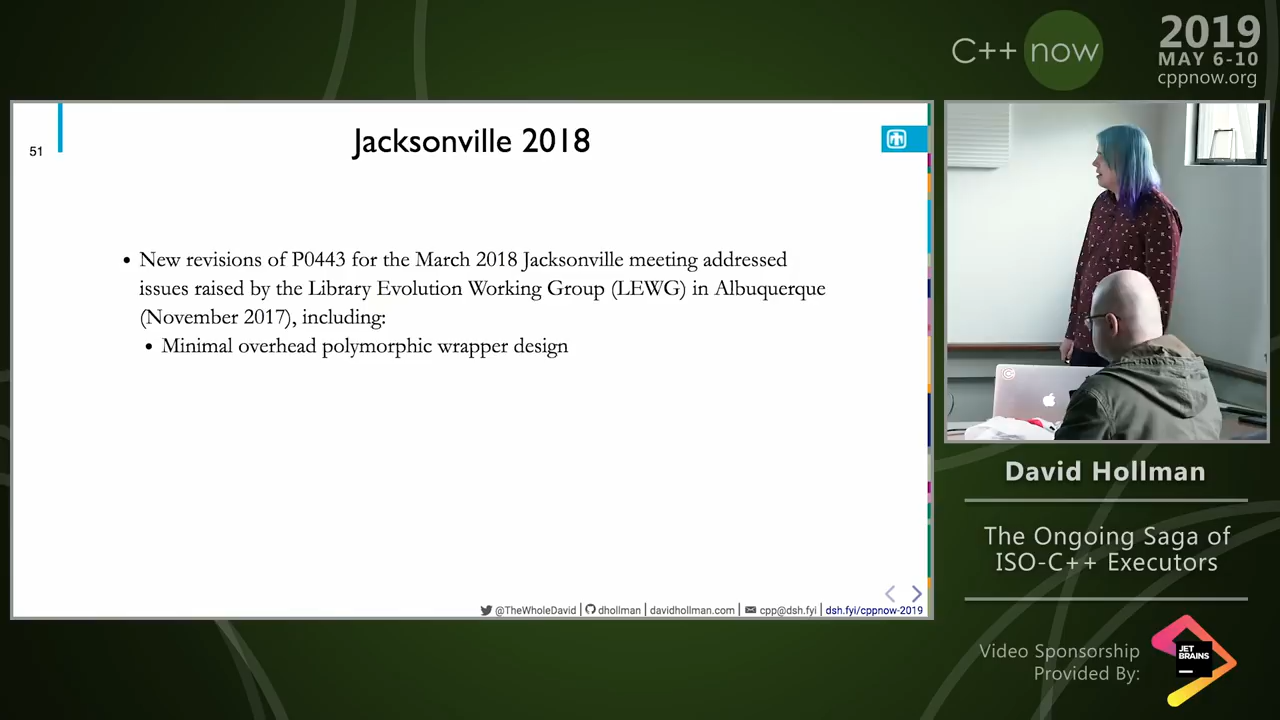 C++ now
2019
MAY 6-10
cppnow.org
51
Jacksonville 2018
• New revisions of P0443 for the March 2018 Jacksonville meeting addressed
issues raised by the Library Evolution Working Group (LEWG) in Albuquerque
(November 2017), including:
• Minimal overhead polymorphic wrapper design
@TheWholeDavid | dhollman | davidhollman.com | cpp@dsh.fyi | dsh.fyi/cppnow-2019
David Hollman
The Ongoing Saga of
ISO-C++ Executors
Video Sponsorship
Provided By:
JET
BRAINS